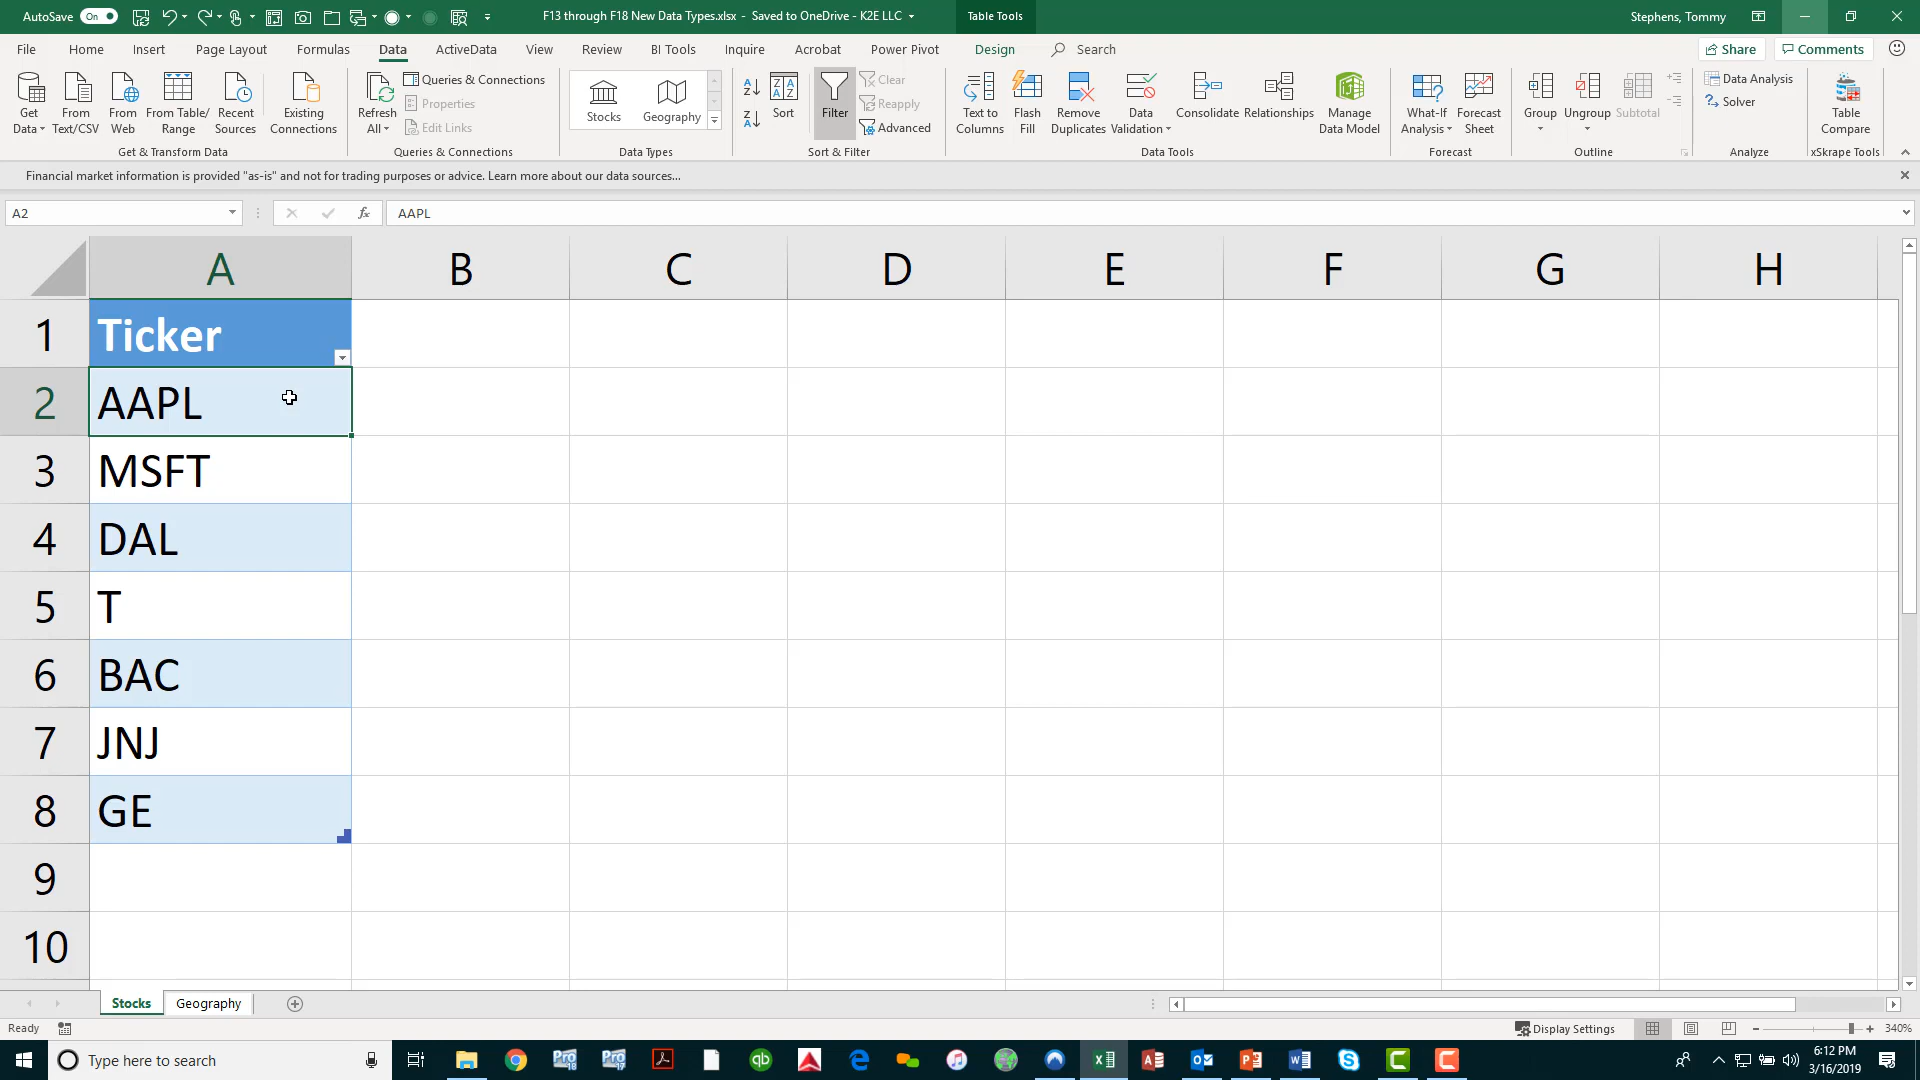 AutoSave On F13 through F18 New Data Types.xlsx - Saved to OneDrive - K2E LLC Table Tools Stephens, Tommy
File Home Insert Page Layout Formulas Data ActiveData View Review BI Tools Inquire Acrobat Power Pivot Design Search Share Comments
Get Data
From Text/CSV
From Web
From Table/ Range
Recent Sources
Existing Connections
Get & Transform Data
Refresh All
Queries & Connections
Properties
Edit Links
Queries & Connections
Stocks
Geography
Data Types
Sort
Filter
Clear
Reapply
Advanced
Sort & Filter
Text to Columns
Flash Fill
Remove Duplicates
Data Validation
Consolidate
Relationships
Manage Data Model
Data Tools
What-If Analysis
Forecast Sheet
Forecast
Group
Ungroup
Subtotal
Outline
Data Analysis
Solver
Analyze
Table Compare
xSkrape Tools
Financial market information is provided "as-is" and not for trading purposes or advice. Learn more about our data sources...
A2 fx AAPL
A B C D E F G H
1 Ticker
2 AAPL
3 MSFT
4 DAL
5 T
6 BAC
7 JNJ
8 GE
9
10
Stocks Geography
Ready Display Settings 340%
Type here to search
6:12 PM
3/16/2019